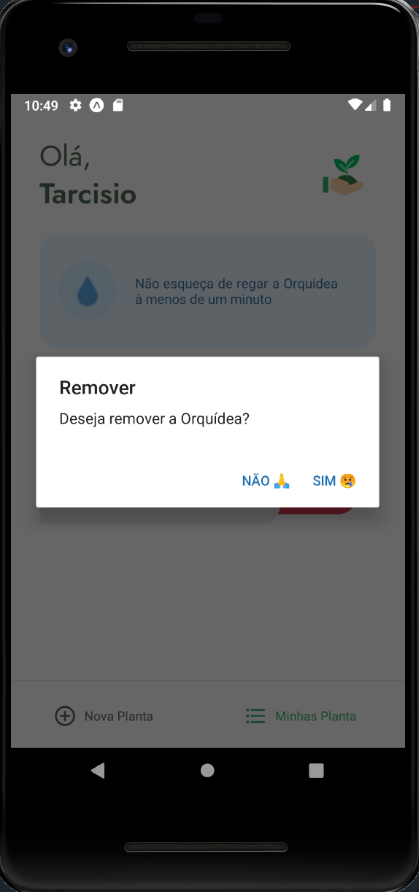 10:49
Olá,
Tarcisio
Não esqueça de regar a Orquídea
à menos de um minuto
Remover
Deseja remover a Orquídea?
NÃO 🙏 SIM 😢
Nova Planta Minhas Planta